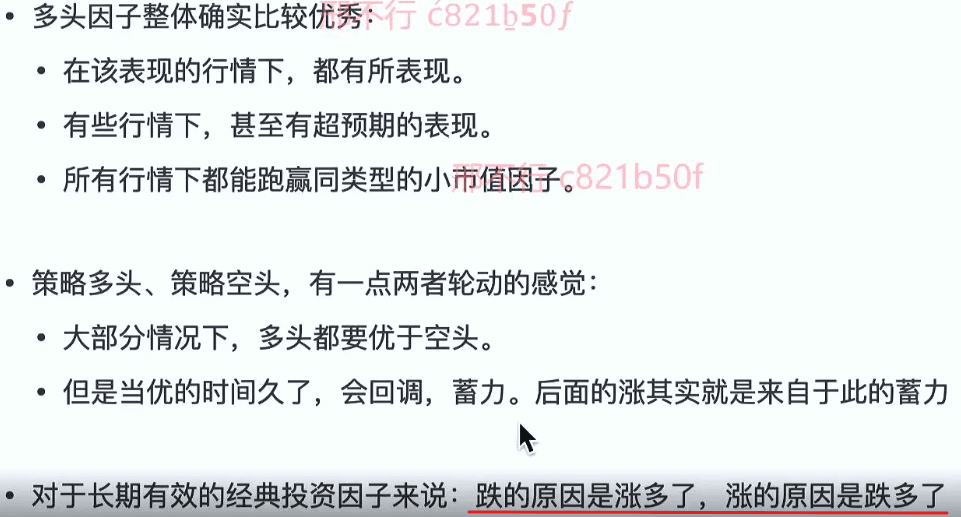 • 多头因子整体确实比较优秀：
• 在该表现的行情下，都有所表现。
• 有些行情下，甚至有超预期的表现。
• 所有行情下都能跑赢同类型的小市值因子。
c821b50f
• 策略多头、策略空头，有一点两者轮动的感觉：
• 大部分情况下，多头都要优于空头。
• 但是当优的时间久了，会回调，蓄力。后面的涨其实就是来自于此的蓄力
• 对于长期有效的经典投资因子来说：跌的原因是涨多了，涨的原因是跌多了